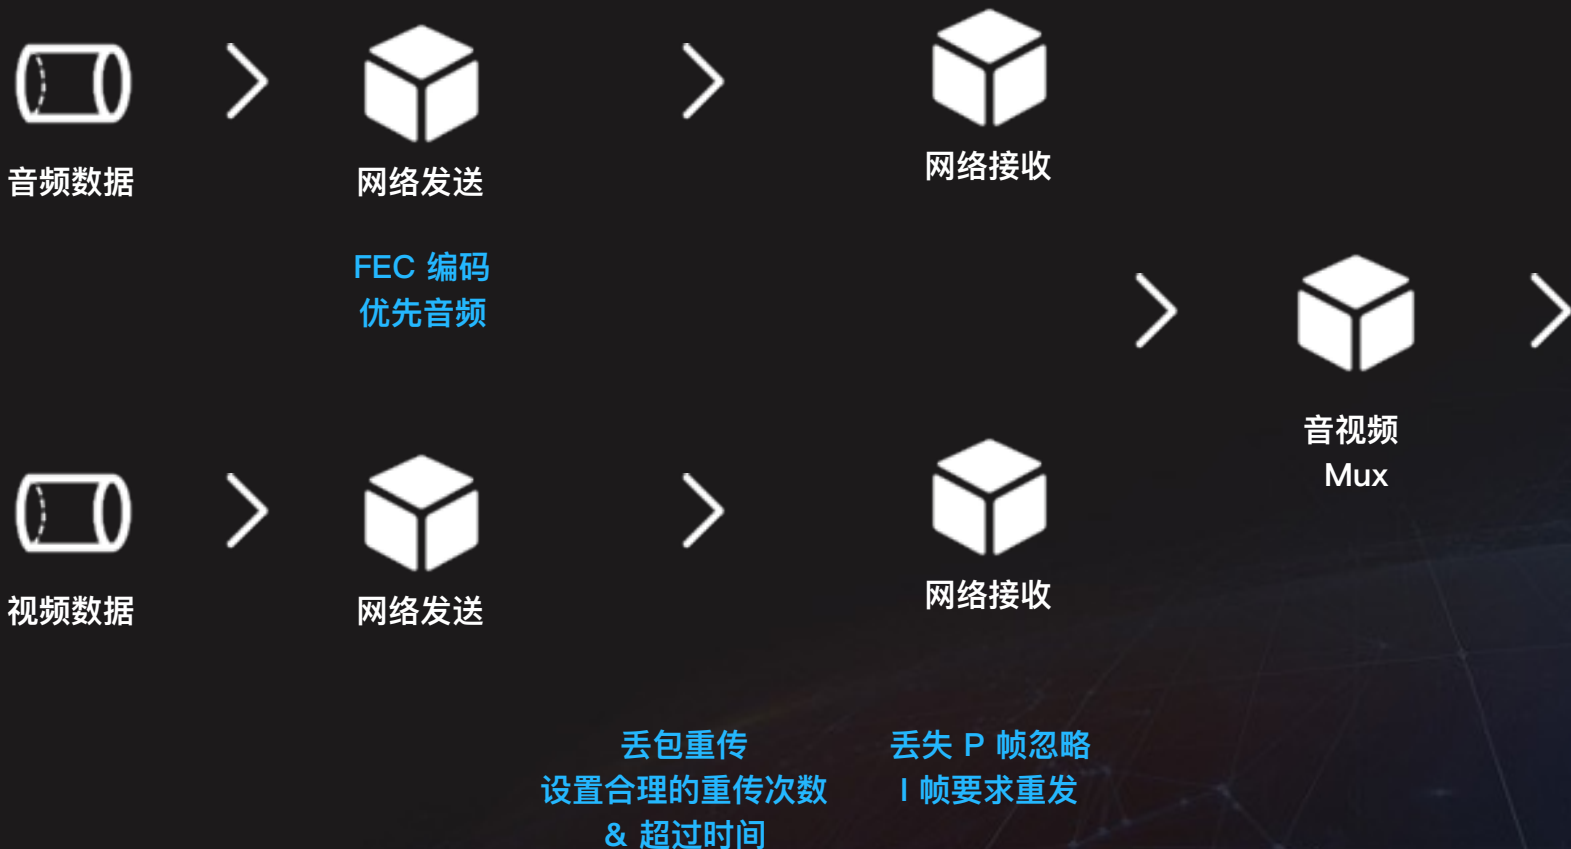 音频数据
网络发送
网络接收
FEC 编码
优先音频
音视频
Mux
视频数据
网络发送
网络接收
丢包重传
设置合理的重传次数
& 超过时间
丢失 P 帧忽略
I 帧要求重发